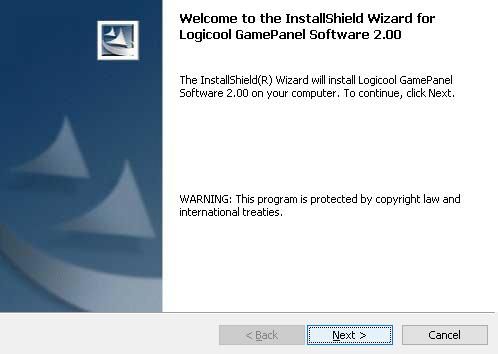 Welcome to the InstallShield Wizard for
Logicool GamePanel Software 2.00
The InstallShield(R) Wizard will install Logicool GamePanel
Software 2.00 on your computer. To continue, click Next.
WARNING: This program is protected by copyright law and
international treaties.
< Back
Next >
Cancel